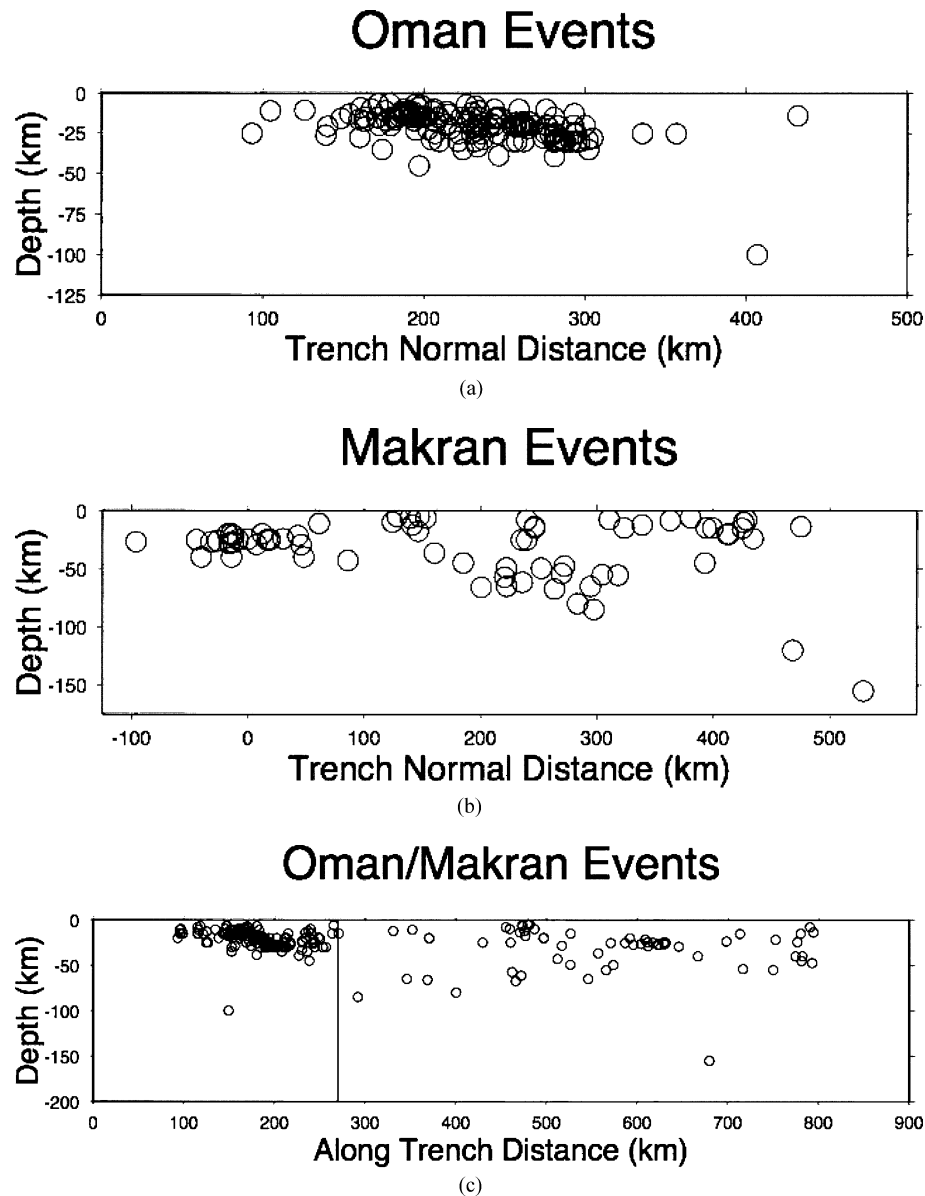 Oman Events
0
-25
-50
-75
-100
-125
Depth (km)
0 100 200 300 400 500
Trench Normal Distance (km)
(a)
Makran Events
0
-50
-100
-150
Depth (km)
-100 0 100 200 300 400 500
Trench Normal Distance (km)
(b)
Oman/Makran Events
0
-50
-100
-150
-200
Depth (km)
0 100 200 300 400 500 600 700 800 900
Along Trench Distance (km)
(c)